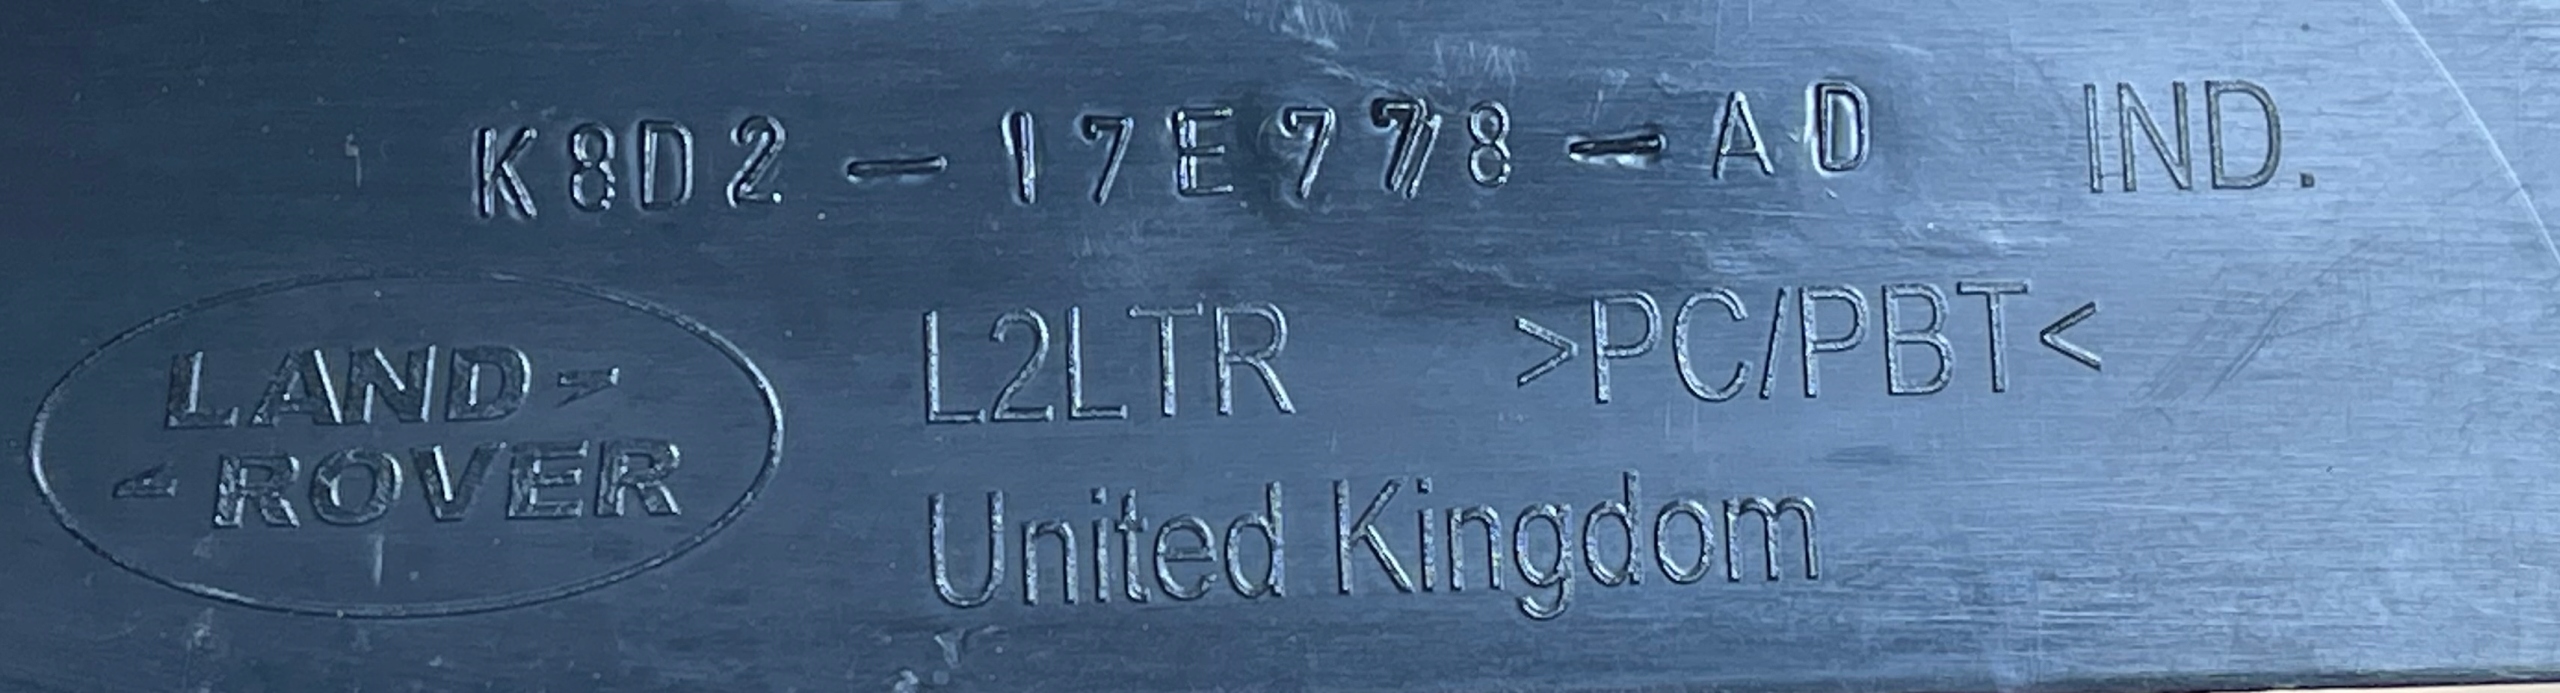 K8D2-17E778-AD IND.
LAND
ROVER
L2LTR >PC/PBT<
United Kingdom